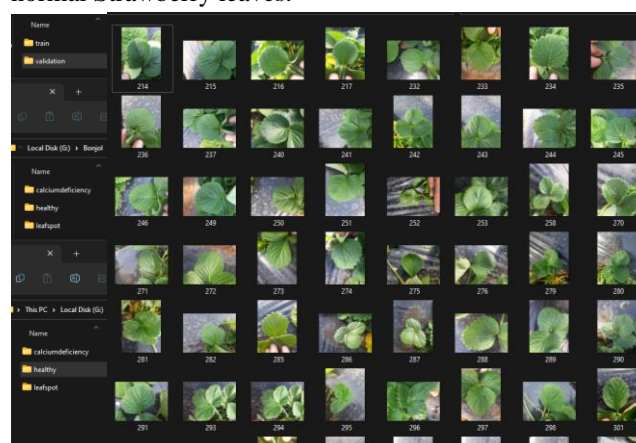 normal Strawberry leaves.
Name
train
validation
Local Disk (G:) > Bonjol
Name
calciumdeficiency
healthy
leafspot
This PC > Local Disk (G:)
Name
calciumdeficiency
healthy
leafspot
214 215 216 217 232 233 234 235
236 237 240 241 242 243 244 245
246 249 250 251 252 253 258 270
271 272 273 274 275 276 279 280
281 282 285 286 287 288 289 290
291 293 294 295 296 297 298 301